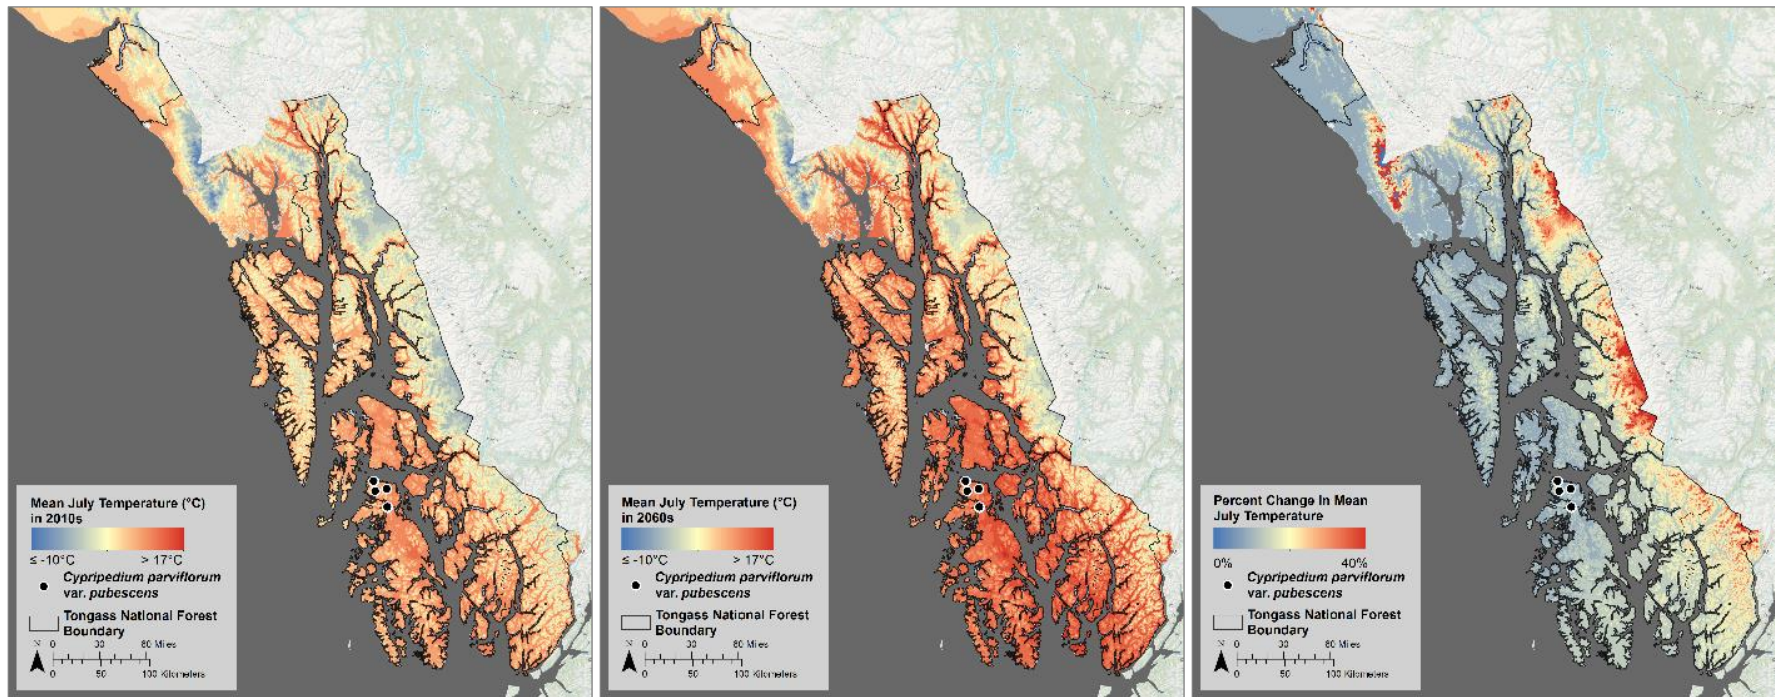 Mean July Temperature (°C)
in 2010s
≤ -10°C > 17°C
Cypripedium parviflorum
var. pubescens
Tongass National Forest
Boundary
N 0 30 60 Miles
0 50 100 Kilometers
Mean July Temperature (°C)
in 2060s
≤ -10°C > 17°C
Cypripedium parviflorum
var. pubescens
Tongass National Forest
Boundary
N 0 30 60 Miles
0 50 100 Kilometers
Percent Change in Mean
July Temperature
0% 40%
Cypripedium parviflorum
var. pubescens
Tongass National Forest
Boundary
N 0 30 60 Miles
0 50 100 Kilometers